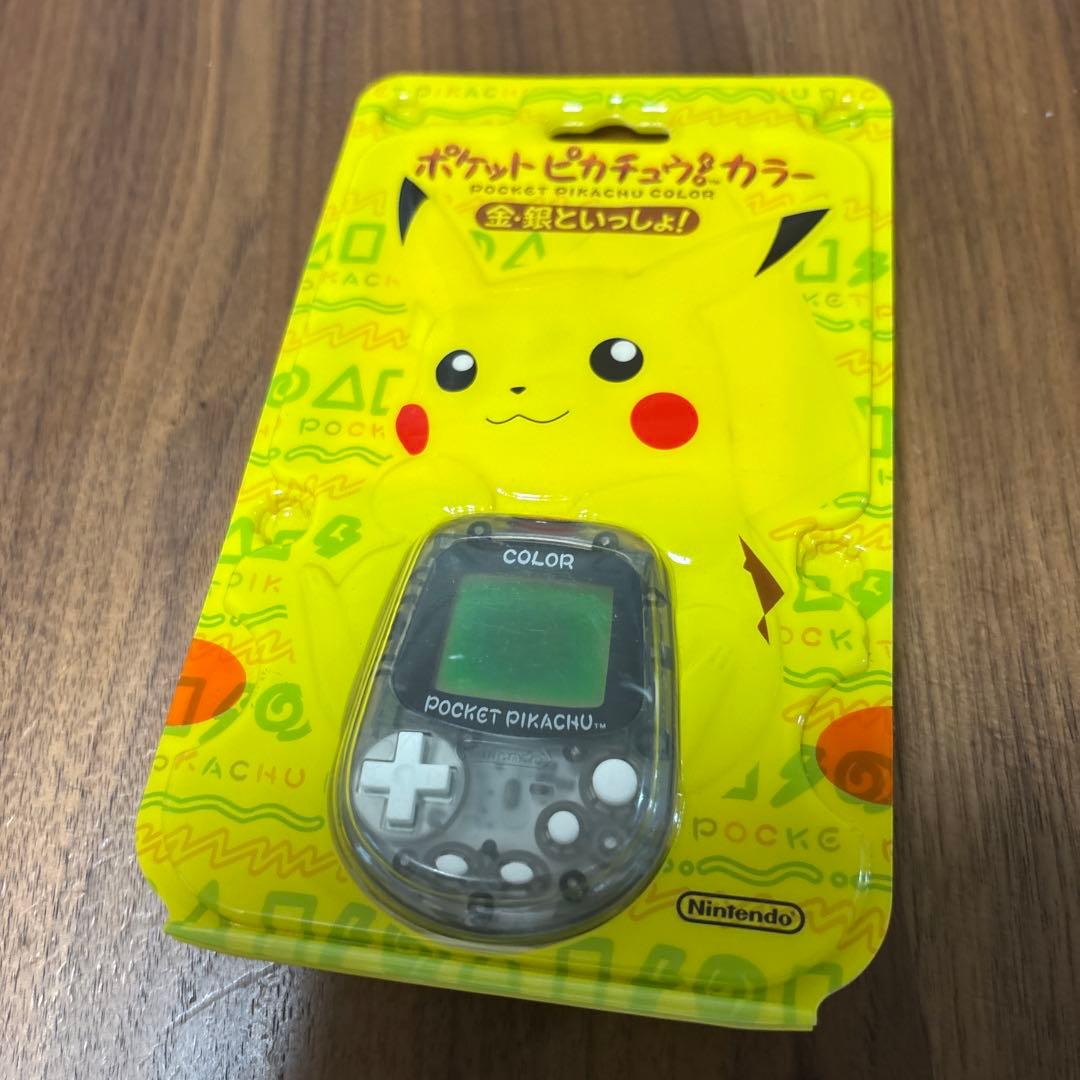 ポケットピカチュウ カラー
POCKET PIKACHU COLOR
金・銀といっしょ!
COLOR
POCKET PIKACHU™
Nintendo